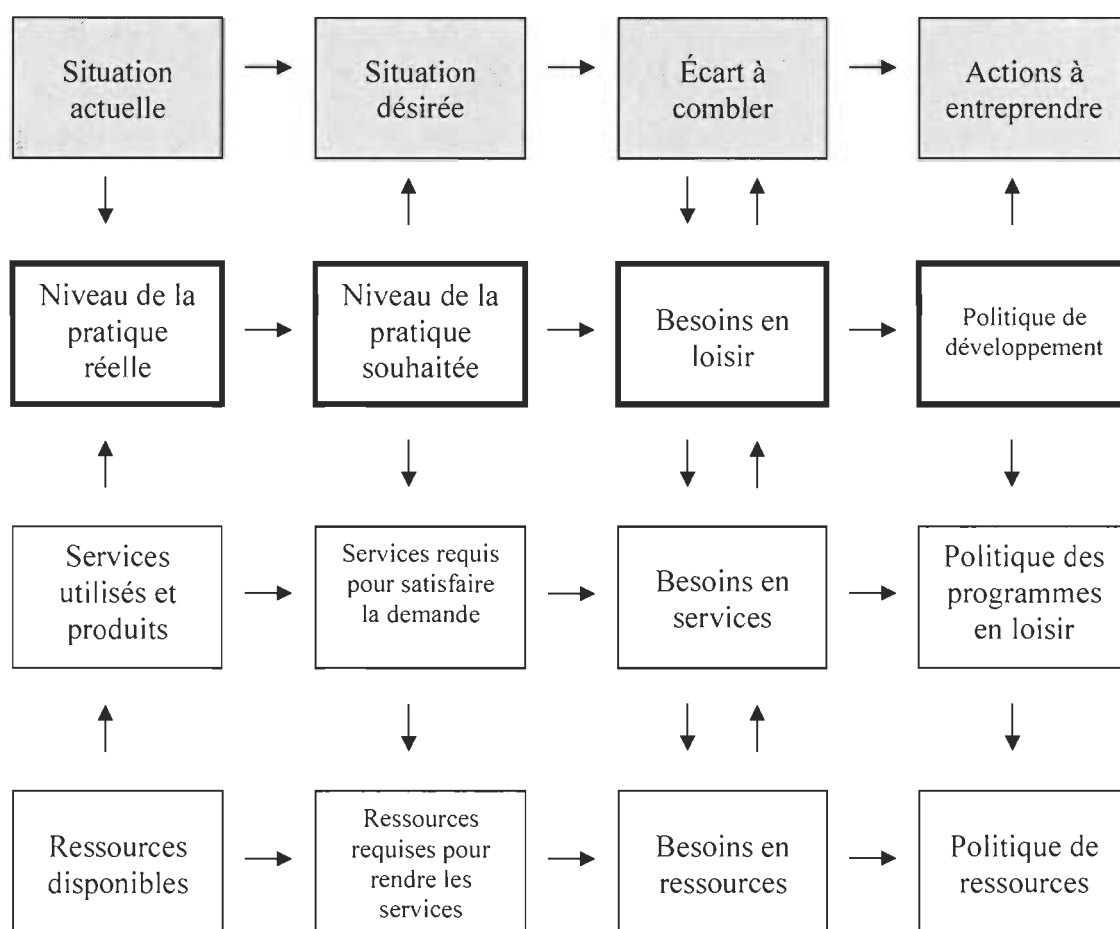 Situation
actuelle
Situation
désirée
Écart à
combler
Actions à
entreprendre
Niveau de la
pratique
réelle
Niveau de la
pratique
souhaitée
Besoins en
loisir
Politique de
développement
Services
utilisés et
produits
Services requis
pour satisfaire
la demande
Besoins en
services
Politique des
programmes
en loisir
Ressources
disponibles
Ressources
requises pour
rendre les
services
Besoins en
ressources
Politique de
ressources